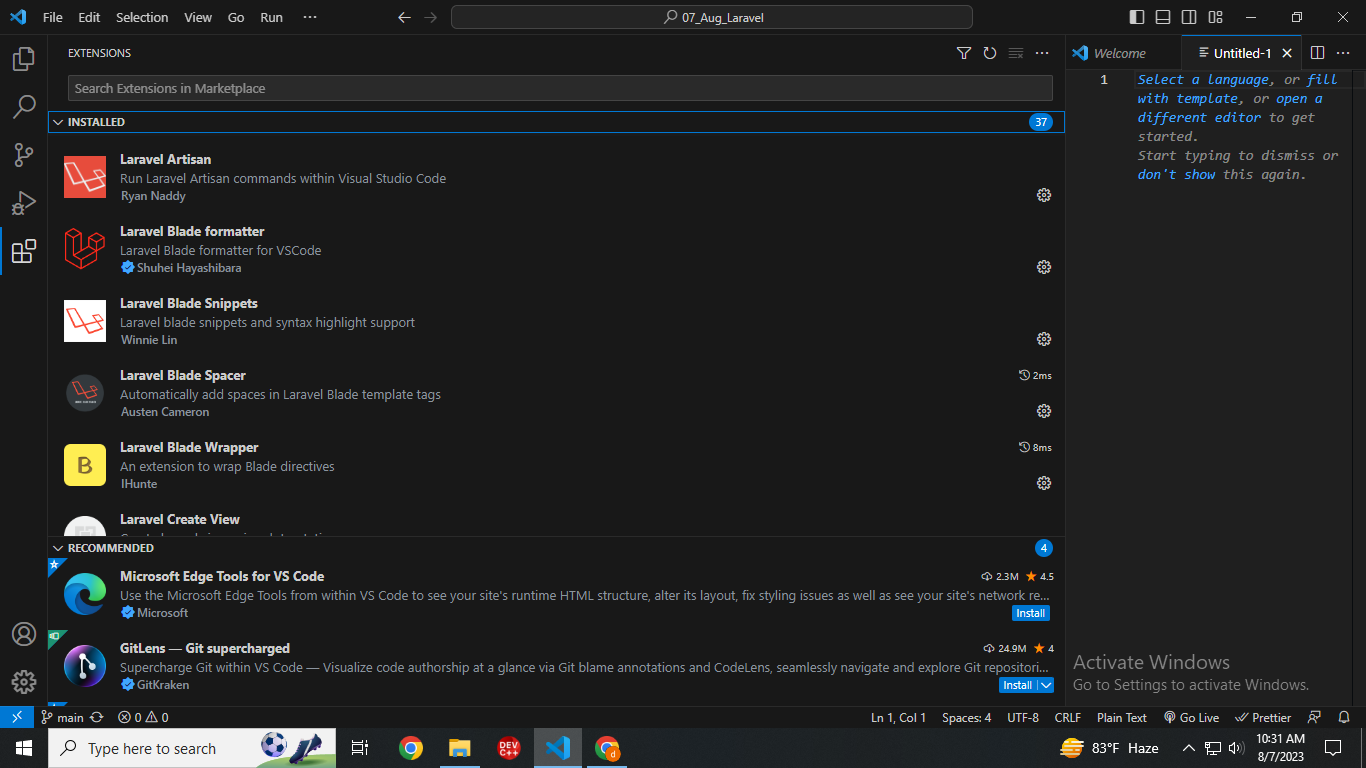 File Edit Selection View Go Run ···
07_Aug_Laravel
EXTENSIONS
Search Extensions in Marketplace
INSTALLED 37
Laravel Artisan
Run Laravel Artisan commands within Visual Studio Code
Ryan Naddy
Laravel Blade formatter
Laravel Blade formatter for VSCode
Shuhei Hayashibara
Laravel Blade Snippets
Laravel blade snippets and syntax highlight support
Winnie Lin
Laravel Blade Spacer 2ms
Automatically add spaces in Laravel Blade template tags
Austen Cameron
B
Laravel Blade Wrapper 8ms
An extension to wrap Blade directives
IHunte
Laravel Create View
RECOMMENDED 4
Microsoft Edge Tools for VS Code 2.3M 4.5
Use the Microsoft Edge Tools from within VS Code to see your site's runtime HTML structure, alter its layout, fix styling issues as well as see your site's network re...
Microsoft Install
GitLens — Git supercharged 24.9M 4
Supercharge Git within VS Code — Visualize code authorship at a glance via Git blame annotations and CodeLens, seamlessly navigate and explore Git repositori...
GitKraken Install
Welcome Untitled-1
1 Select a language, or fill
with template, or open a
different editor to get
started.
Start typing to dismiss or
don't show this again.
Activate Windows
Go to Settings to activate Windows.
main 0 0 Ln 1, Col 1 Spaces: 4 UTF-8 CRLF Plain Text Go Live Prettier
Type here to search
DEV
C++
d
83°F Haze
10:31 AM
8/7/2023